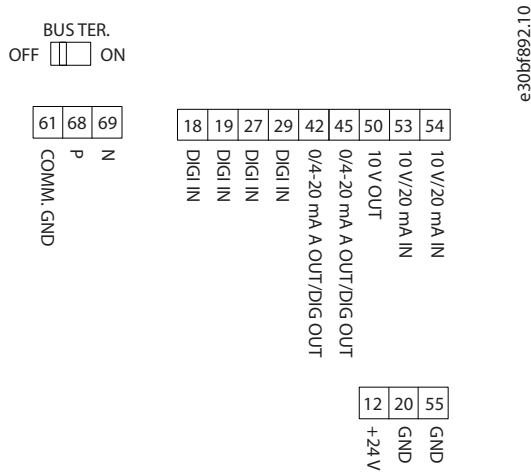 e30bf892.10
BUS TER.
OFF ON
61 68 69
COMM. GND
P
N
18 19 27 29 42 45 50 53 54
DIGI IN
DIGI IN
DIGI IN
DIGI IN
0/4-20 mA A OUT/DIG OUT
0/4-20 mA A OUT/DIG OUT
10 V OUT
10 V/20 mA IN
10 V/20 mA IN
12 20 55
+24 V
GND
GND